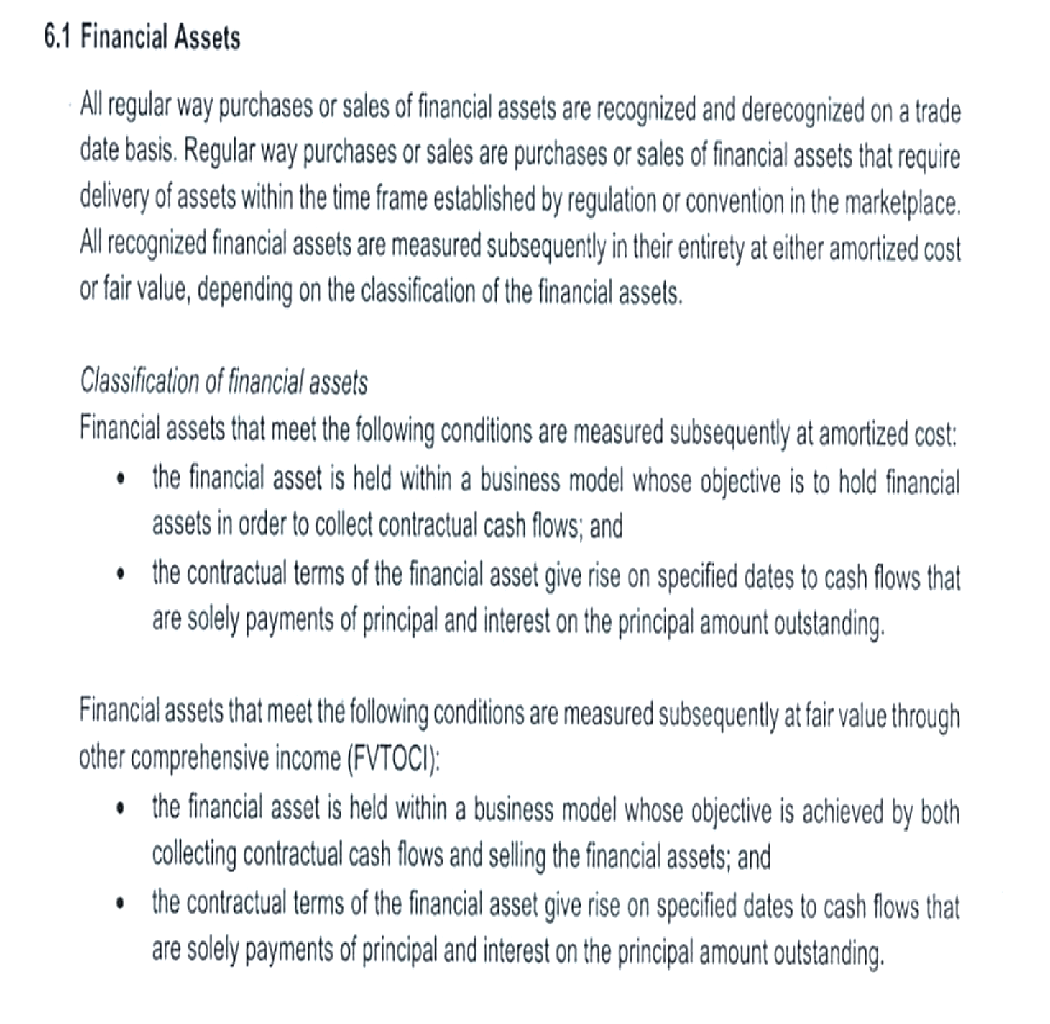 6.1 Financial Assets
All regular way purchases or sales of financial assets are recognized and derecognized on a trade
date basis. Regular way purchases or sales are purchases or sales of financial assets that require
delivery of assets within the time frame established by regulation or convention in the marketplace.
All recognized financial assets are measured subsequently in their entirety at either amortized cost
or fair value, depending on the classification of the financial assets.
Classification of financial assets
Financial assets that meet the following conditions are measured subsequently at amortized cost:
• the financial asset is held within a business model whose objective is to hold financial
assets in order to collect contractual cash flows; and
• the contractual terms of the financial asset give rise on specified dates to cash flows that
are solely payments of principal and interest on the principal amount outstanding.
Financial assets that meet the following conditions are measured subsequently at fair value through
other comprehensive income (FVTOCI):
• the financial asset is held within a business model whose objective is achieved by both
collecting contractual cash flows and selling the financial assets; and
• the contractual terms of the financial asset give rise on specified dates to cash flows that
are solely payments of principal and interest on the principal amount outstanding.